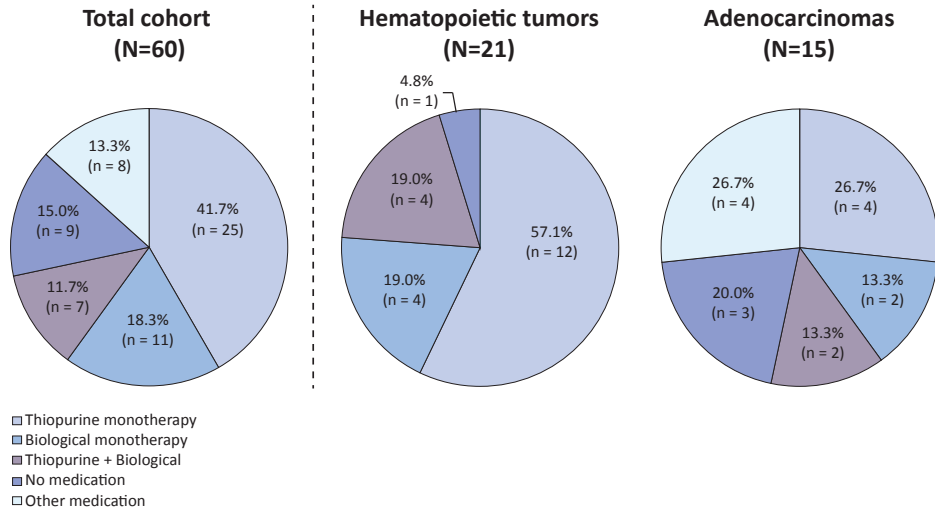 Total cohort
(N=60)
Hematopoietic tumors
(N=21)
Adenocarcinomas
(N=15)
13.3%
(n = 8)
41.7%
(n = 25)
15.0%
(n = 9)
11.7%
(n = 7)
18.3%
(n = 11)
4.8%
(n = 1)
19.0%
(n = 4)
57.1%
(n = 12)
19.0%
(n = 4)
26.7%
(n = 4)
26.7%
(n = 4)
20.0%
(n = 3)
13.3%
(n = 2)
13.3%
(n = 2)
Thiopurine monotherapy
Biological monotherapy
Thiopurine + Biological
No medication
Other medication